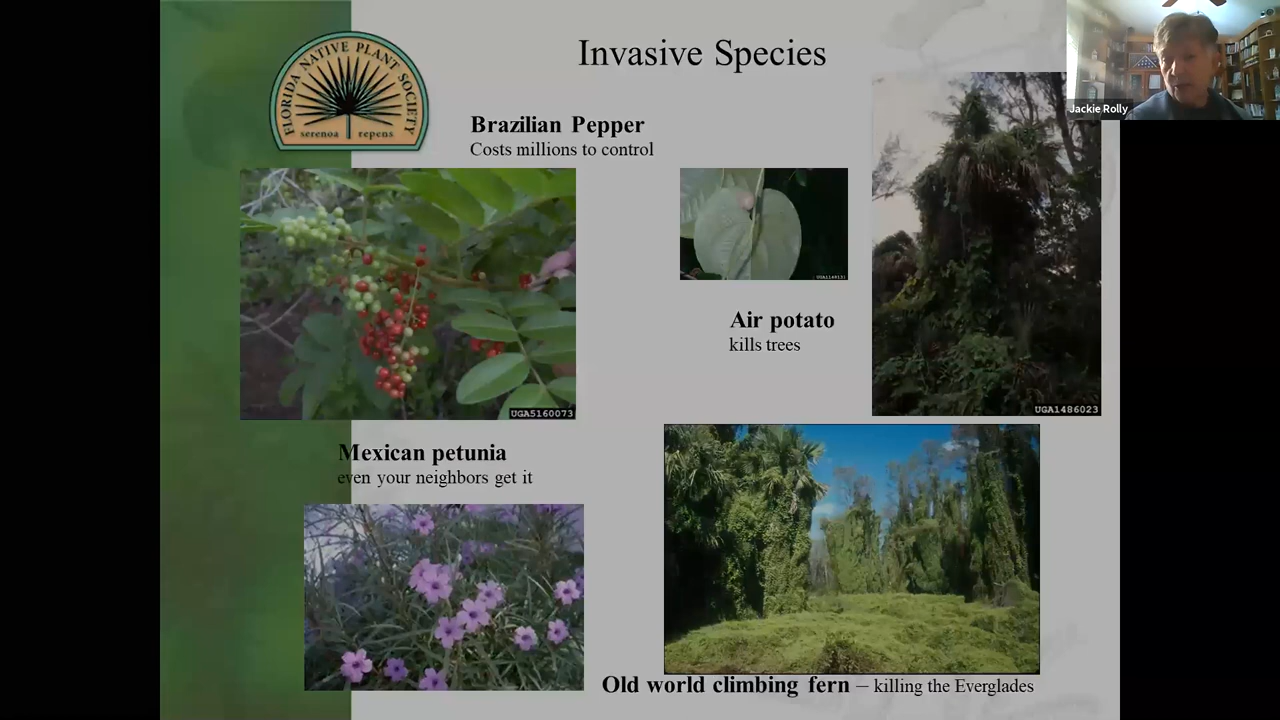 Invasive Species
FLORIDA NATIVE PLANT SOCIETY
serenoa repens
Jackie Rolly
Brazilian Pepper
Costs millions to control
UGA5160073
Air potato
kills trees
UGA1486023
Mexican petunia
even your neighbors get it
Old world climbing fern – killing the Everglades